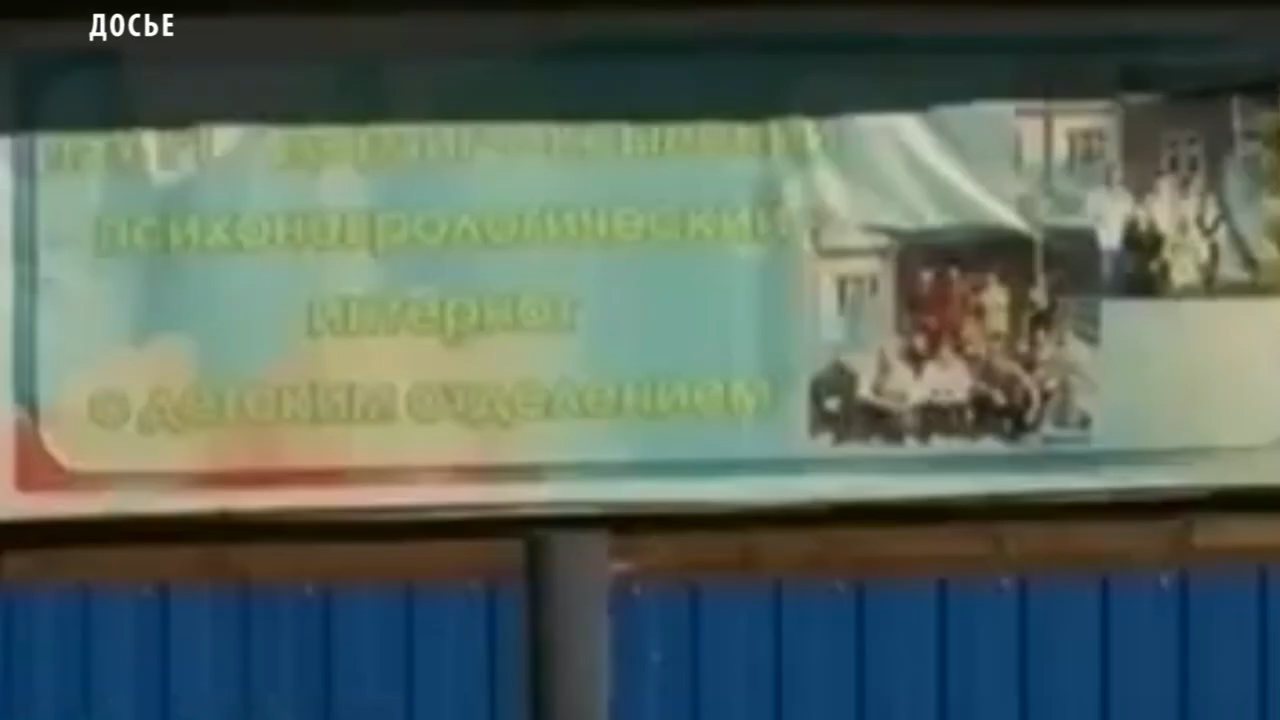 ДОСЬЕ
психоневрологический
интернат
с детским отделением